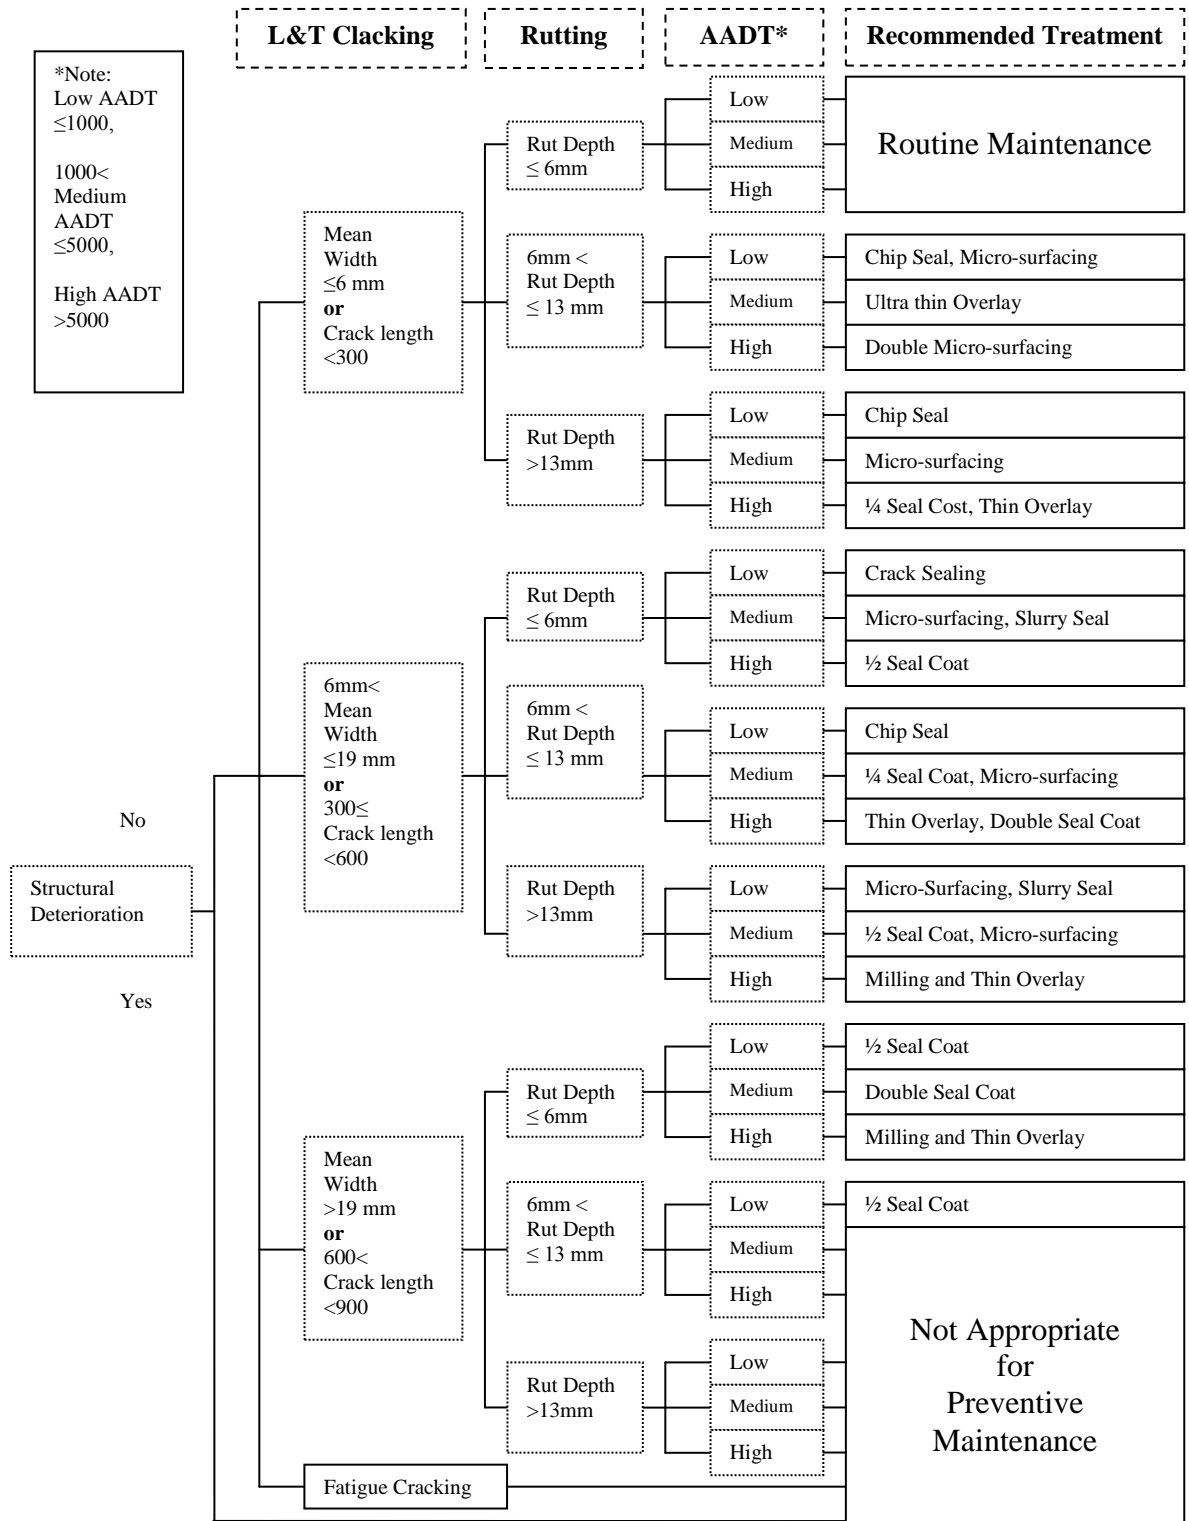 L&T Clacking
Rutting
AADT*
Recommended Treatment
*Note:
Low AADT
≤1000,
1000<
Medium
AADT
≤5000,
High AADT
>5000
Structural
Deterioration
No
Yes
Mean
Width
≤6 mm
or
Crack length
<300
Rut Depth
≤ 6mm
Low
Medium
High
Routine Maintenance
6mm <
Rut Depth
≤ 13 mm
Low
Chip Seal, Micro-surfacing
Medium
Ultra thin Overlay
High
Double Micro-surfacing
Rut Depth
>13mm
Low
Chip Seal
Medium
Micro-surfacing
High
¼ Seal Cost, Thin Overlay
6mm<
Mean
Width
≤19 mm
or
300≤
Crack length
<600
Rut Depth
≤ 6mm
Low
Crack Sealing
Medium
Micro-surfacing, Slurry Seal
High
½ Seal Coat
6mm <
Rut Depth
≤ 13 mm
Low
Chip Seal
Medium
¼ Seal Coat, Micro-surfacing
High
Thin Overlay, Double Seal Coat
Rut Depth
>13mm
Low
Micro-Surfacing, Slurry Seal
Medium
½ Seal Coat, Micro-surfacing
High
Milling and Thin Overlay
Mean
Width
>19 mm
or
600<
Crack length
<900
Rut Depth
≤ 6mm
Low
½ Seal Coat
Medium
Double Seal Coat
High
Milling and Thin Overlay
6mm <
Rut Depth
≤ 13 mm
Low
½ Seal Coat
Medium
High
Rut Depth
>13mm
Low
Medium
High
Not Appropriate
for
Preventive
Maintenance
Fatigue Cracking